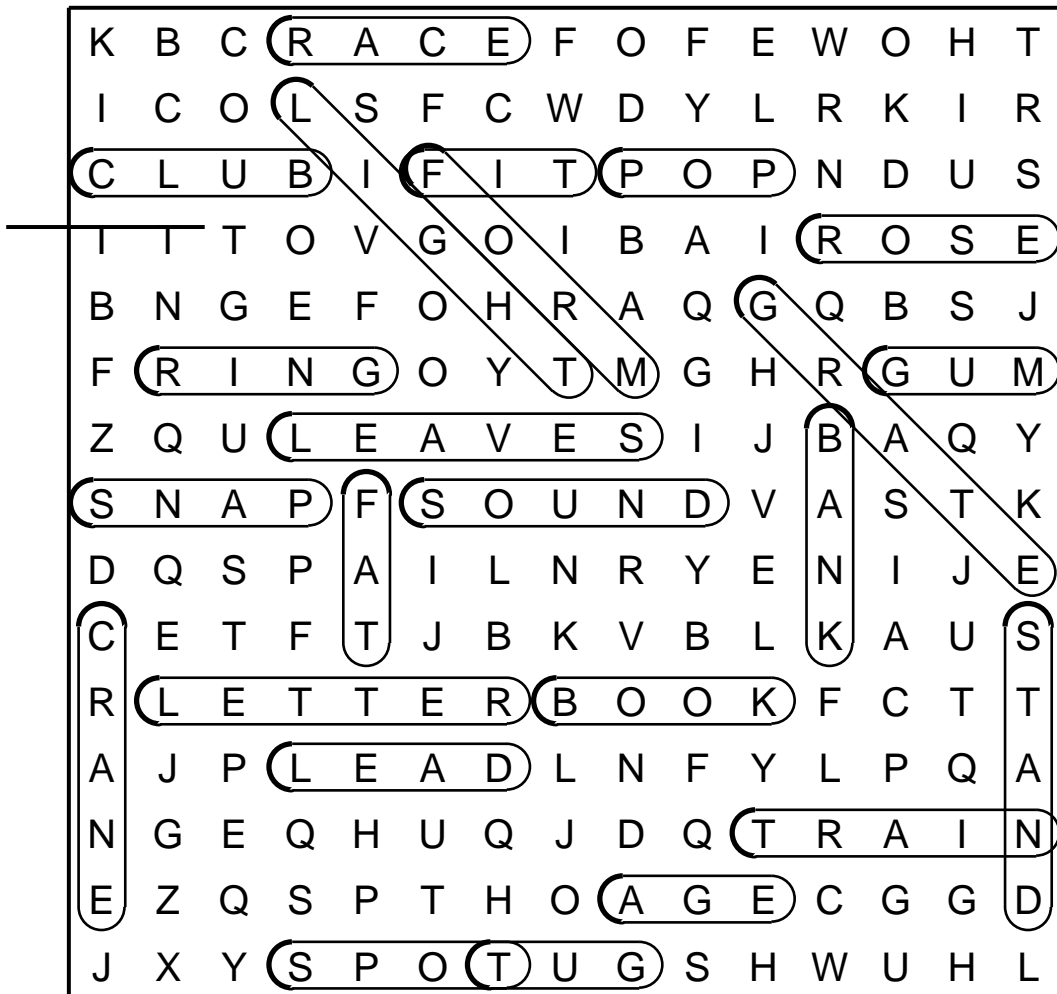 K B C R A C E F O F E W O H T
I C O L S F C W D Y L R K I R
C L U B I F I T P O P N D U S
I T T O V G O I B A I R O S E
B N G E F O H R A Q G Q B S J
F R I N G O Y T M G H R G U M
Z Q U L E A V E S I J B A Q Y
S N A P F S O U N D V A S T K
D Q S P A I L N R Y E N I J E
C E T F T J B K V B L K A U S
R L E T T E R B O O K F C T T
A J P L E A D L N F Y L P Q A
N G E Q H U Q J D Q T R A I N
E Z Q S P T H O A G E C G G D
J X Y S P O T U G S H W U H L